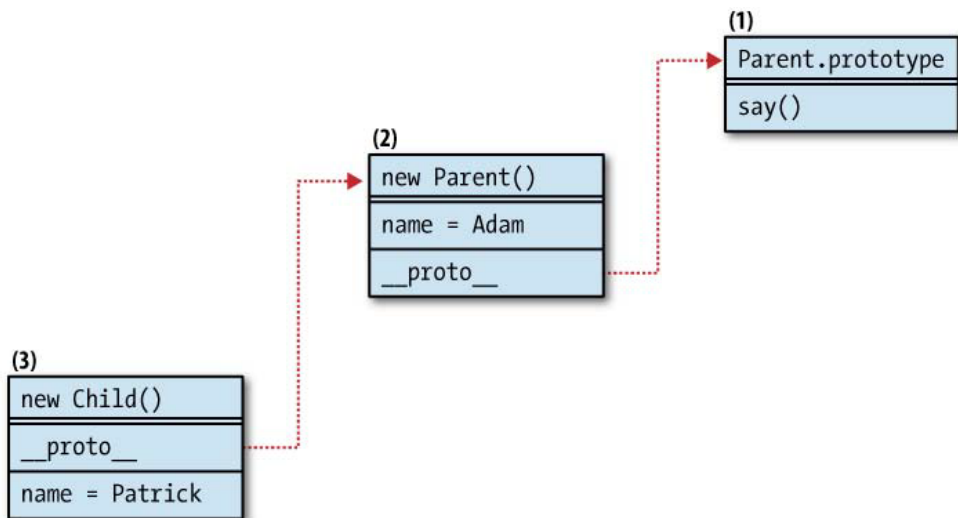 (1)
Parent.prototype
say()
(2)
new Parent()
name = Adam
__proto__
(3)
new Child()
__proto__
name = Patrick